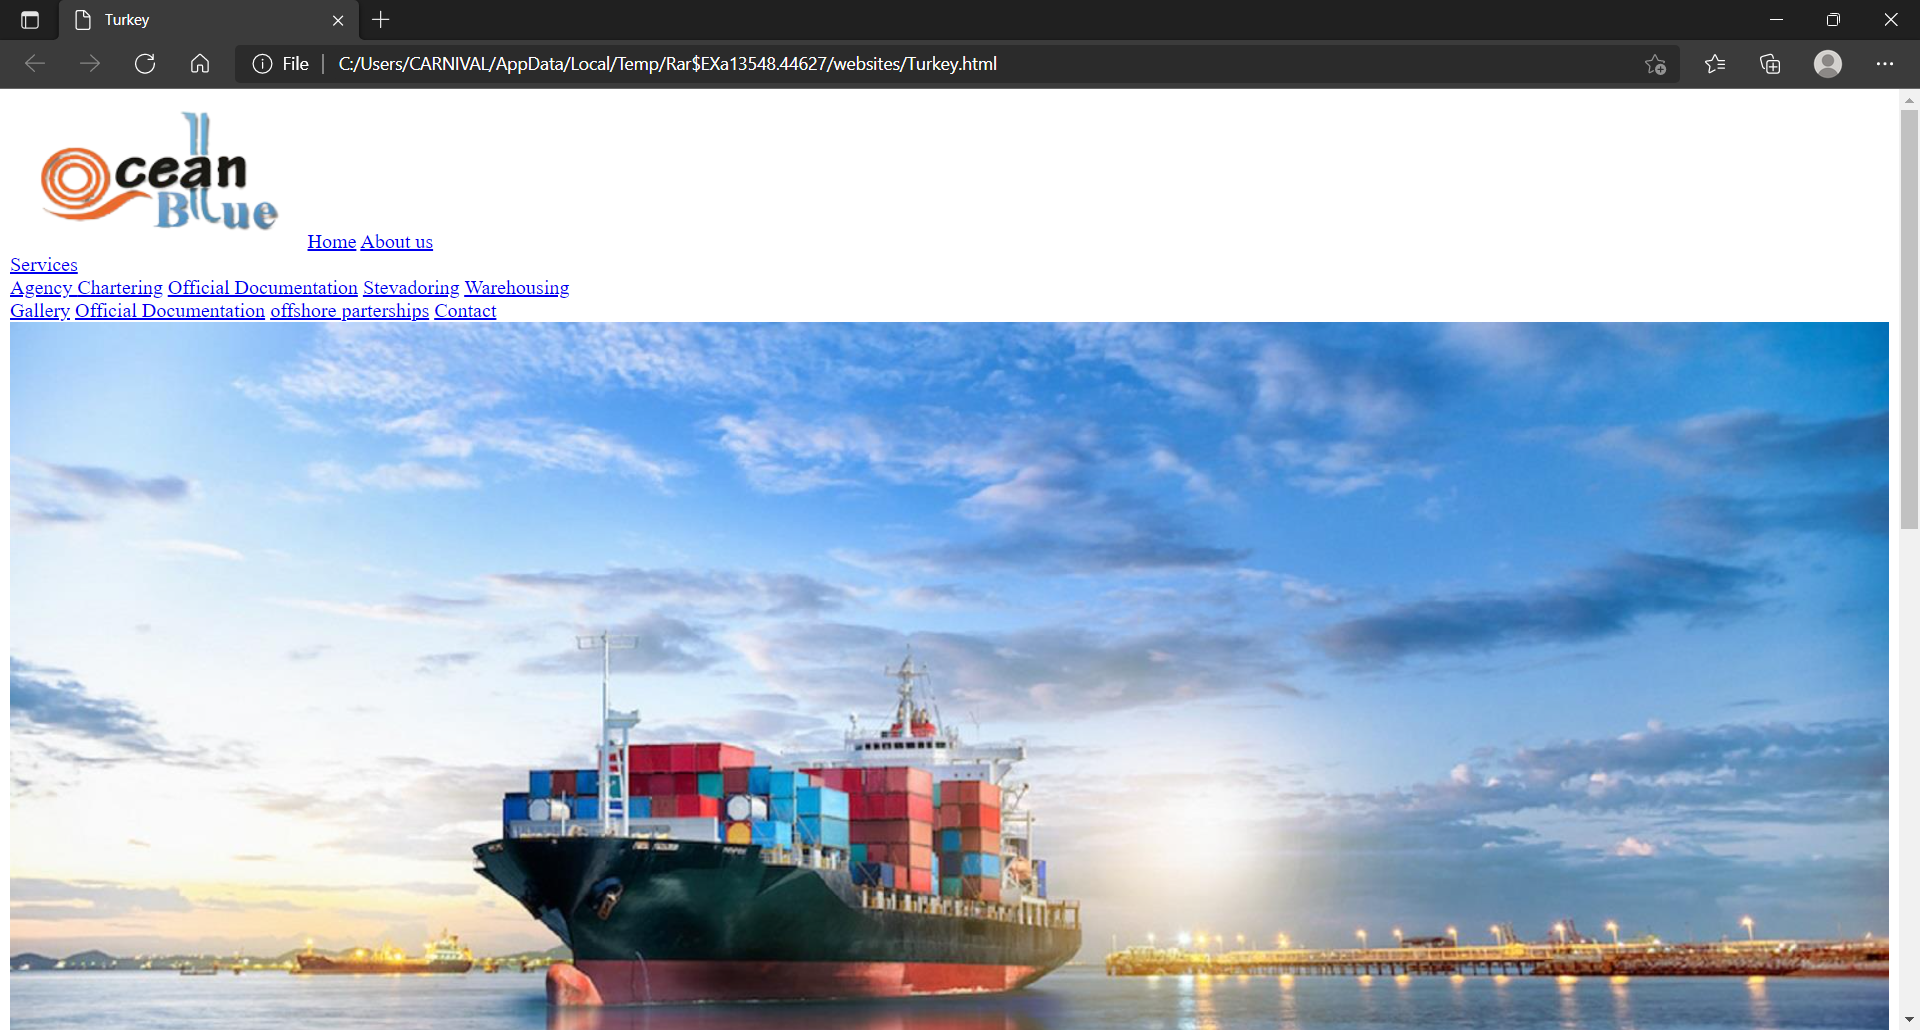 Turkey
File
C:/Users/CARNIVAL/AppData/Local/Temp/Rar$EXa13548.44627/websites/Turkey.html
Ocean
Blue
Home About us
Services
Agency Chartering Official Documentation Stevadoring Warehousing
Gallery Official Documentation offshore parterships Contact